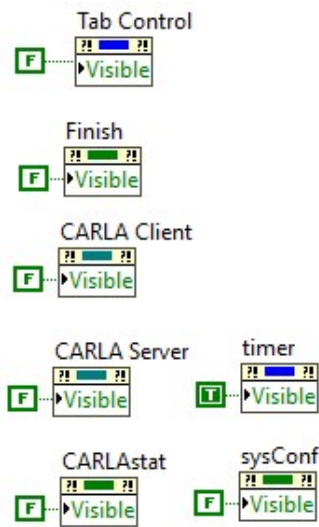 Tab Control
?! ?!
F Visible
Finish
?! ?!
F Visible
CARLA Client
?! ?!
F Visible
CARLA Server timer
?! ?! ?! ?!
F Visible T Visible
CARLAstat sysConf
?! ?! ?! ?!
F Visible F Visible